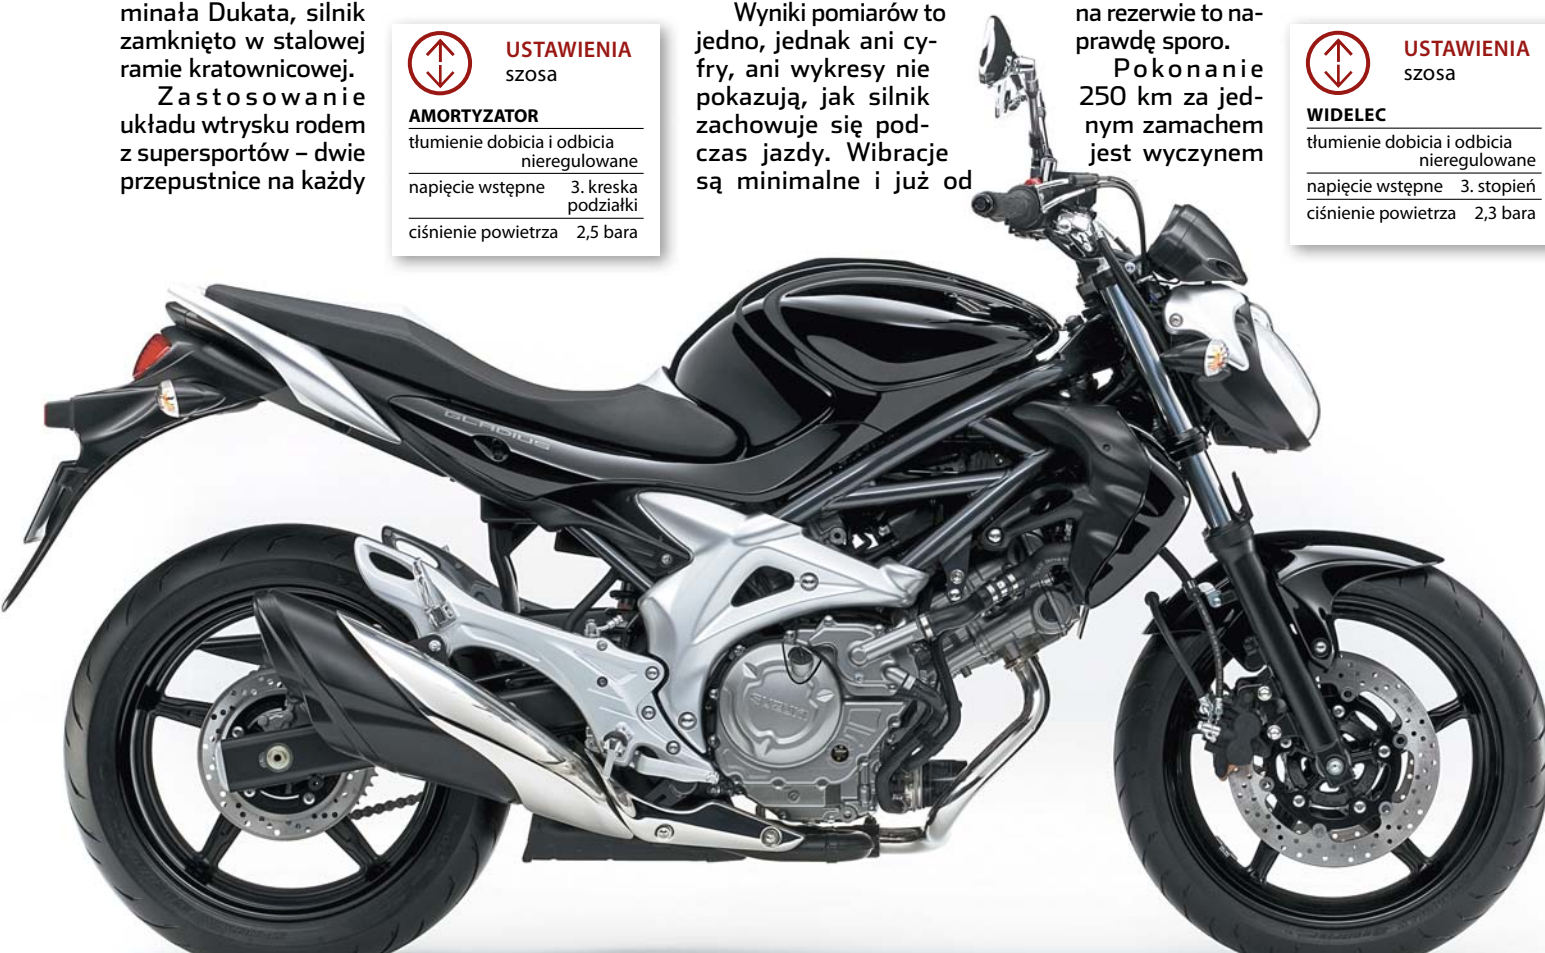 minała Dukata, silnik
zamknięto w stalowej
ramie kratownicowej.
Zastosowanie
układu wtrysku rodem
z supersportów – dwie
przepustnice na każdy
USTAWIENIA
szosa
AMORTYZATOR
tłumienie dobicia i odbicia
nieregulowane
napięcie wstępne 3. kreska
podziałki
ciśnienie powietrza 2,5 bara
Wyniki pomiarów to
jedno, jednak ani cy-
fry, ani wykresy nie
pokazują, jak silnik
zachowuje się pod-
czas jazdy. Wibracje
są minimalne i już od
na rezerwie to na-
prawdę sporo.
Pokonanie
250 km za jed-
nym zamachem
jest wyczynem
USTAWIENIA
szosa
WIDELEC
tłumienie dobicia i odbicia
nieregulowane
napięcie wstępne 3. stopień
ciśnienie powietrza 2,3 bara
GLADIUS
SUZUKI